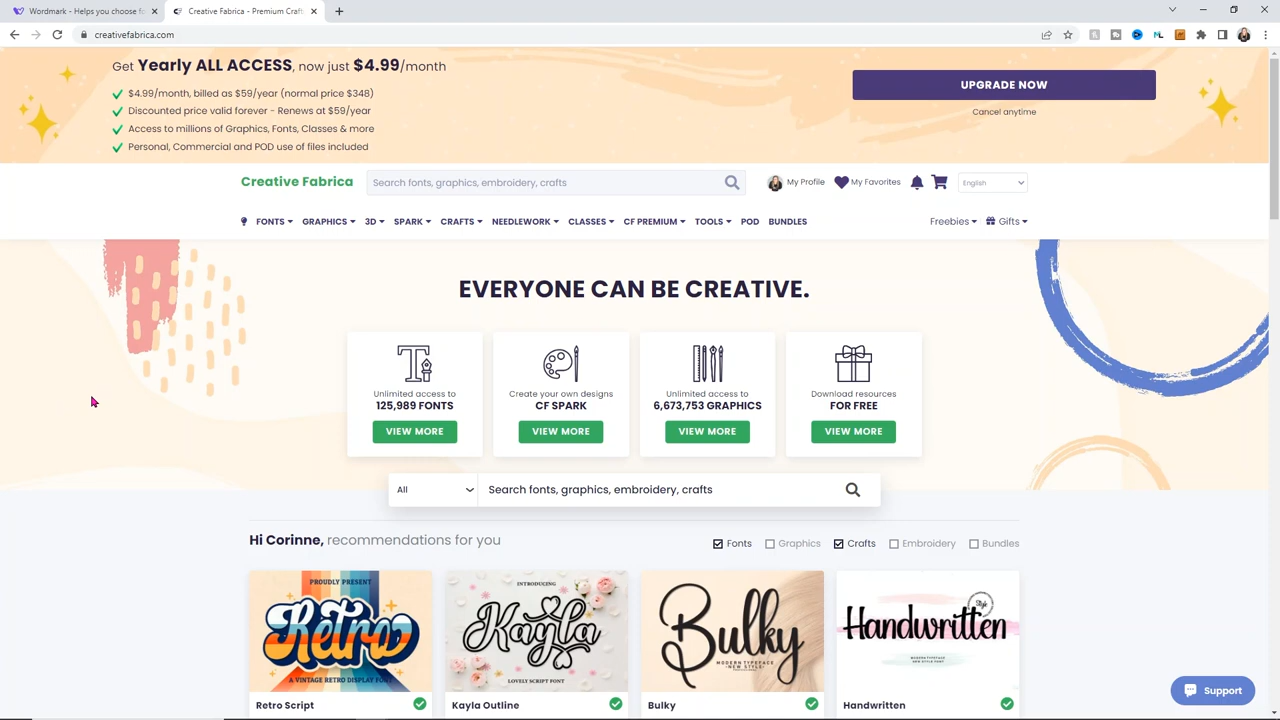 Wordmark - Helps you choose fo
Creative Fabrica - Premium Craft
creativefabrica.com
Get Yearly ALL ACCESS, now just $4.99/month
$4.99/month, billed as $59/year (normal price $348)
Discounted price valid forever - Renews at $59/year
Access to millions of Graphics, Fonts, Classes & more
Personal, Commercial and POD use of files included
UPGRADE NOW
Cancel anytime
Creative Fabrica
Search fonts, graphics, embroidery, crafts
My Profile
My Favorites
English
FONTS
GRAPHICS
3D
SPARK
CRAFTS
NEEDLEWORK
CLASSES
CF PREMIUM
TOOLS
POD
BUNDLES
Freebies
Gifts
EVERYONE CAN BE CREATIVE.
Unlimited access to
125,989 FONTS
VIEW MORE
Create your own designs
CF SPARK
VIEW MORE
Unlimited access to
6,673,753 GRAPHICS
VIEW MORE
Download resources
FOR FREE
VIEW MORE
All
Search fonts, graphics, embroidery, crafts
Hi Corinne, recommendations for you
Fonts
Graphics
Crafts
Embroidery
Bundles
PROUDLY PRESENT
Retro
A VINTAGE RETRO DISPLAY FONT
Retro Script
INTRODUCING
Kayla
LOVELY SCRIPT FONT
Kayla Outline
Bulky
MODERN TYPEFACE
NEW STYLE
Bulky
Style
Handwritten
Handwritten
Support